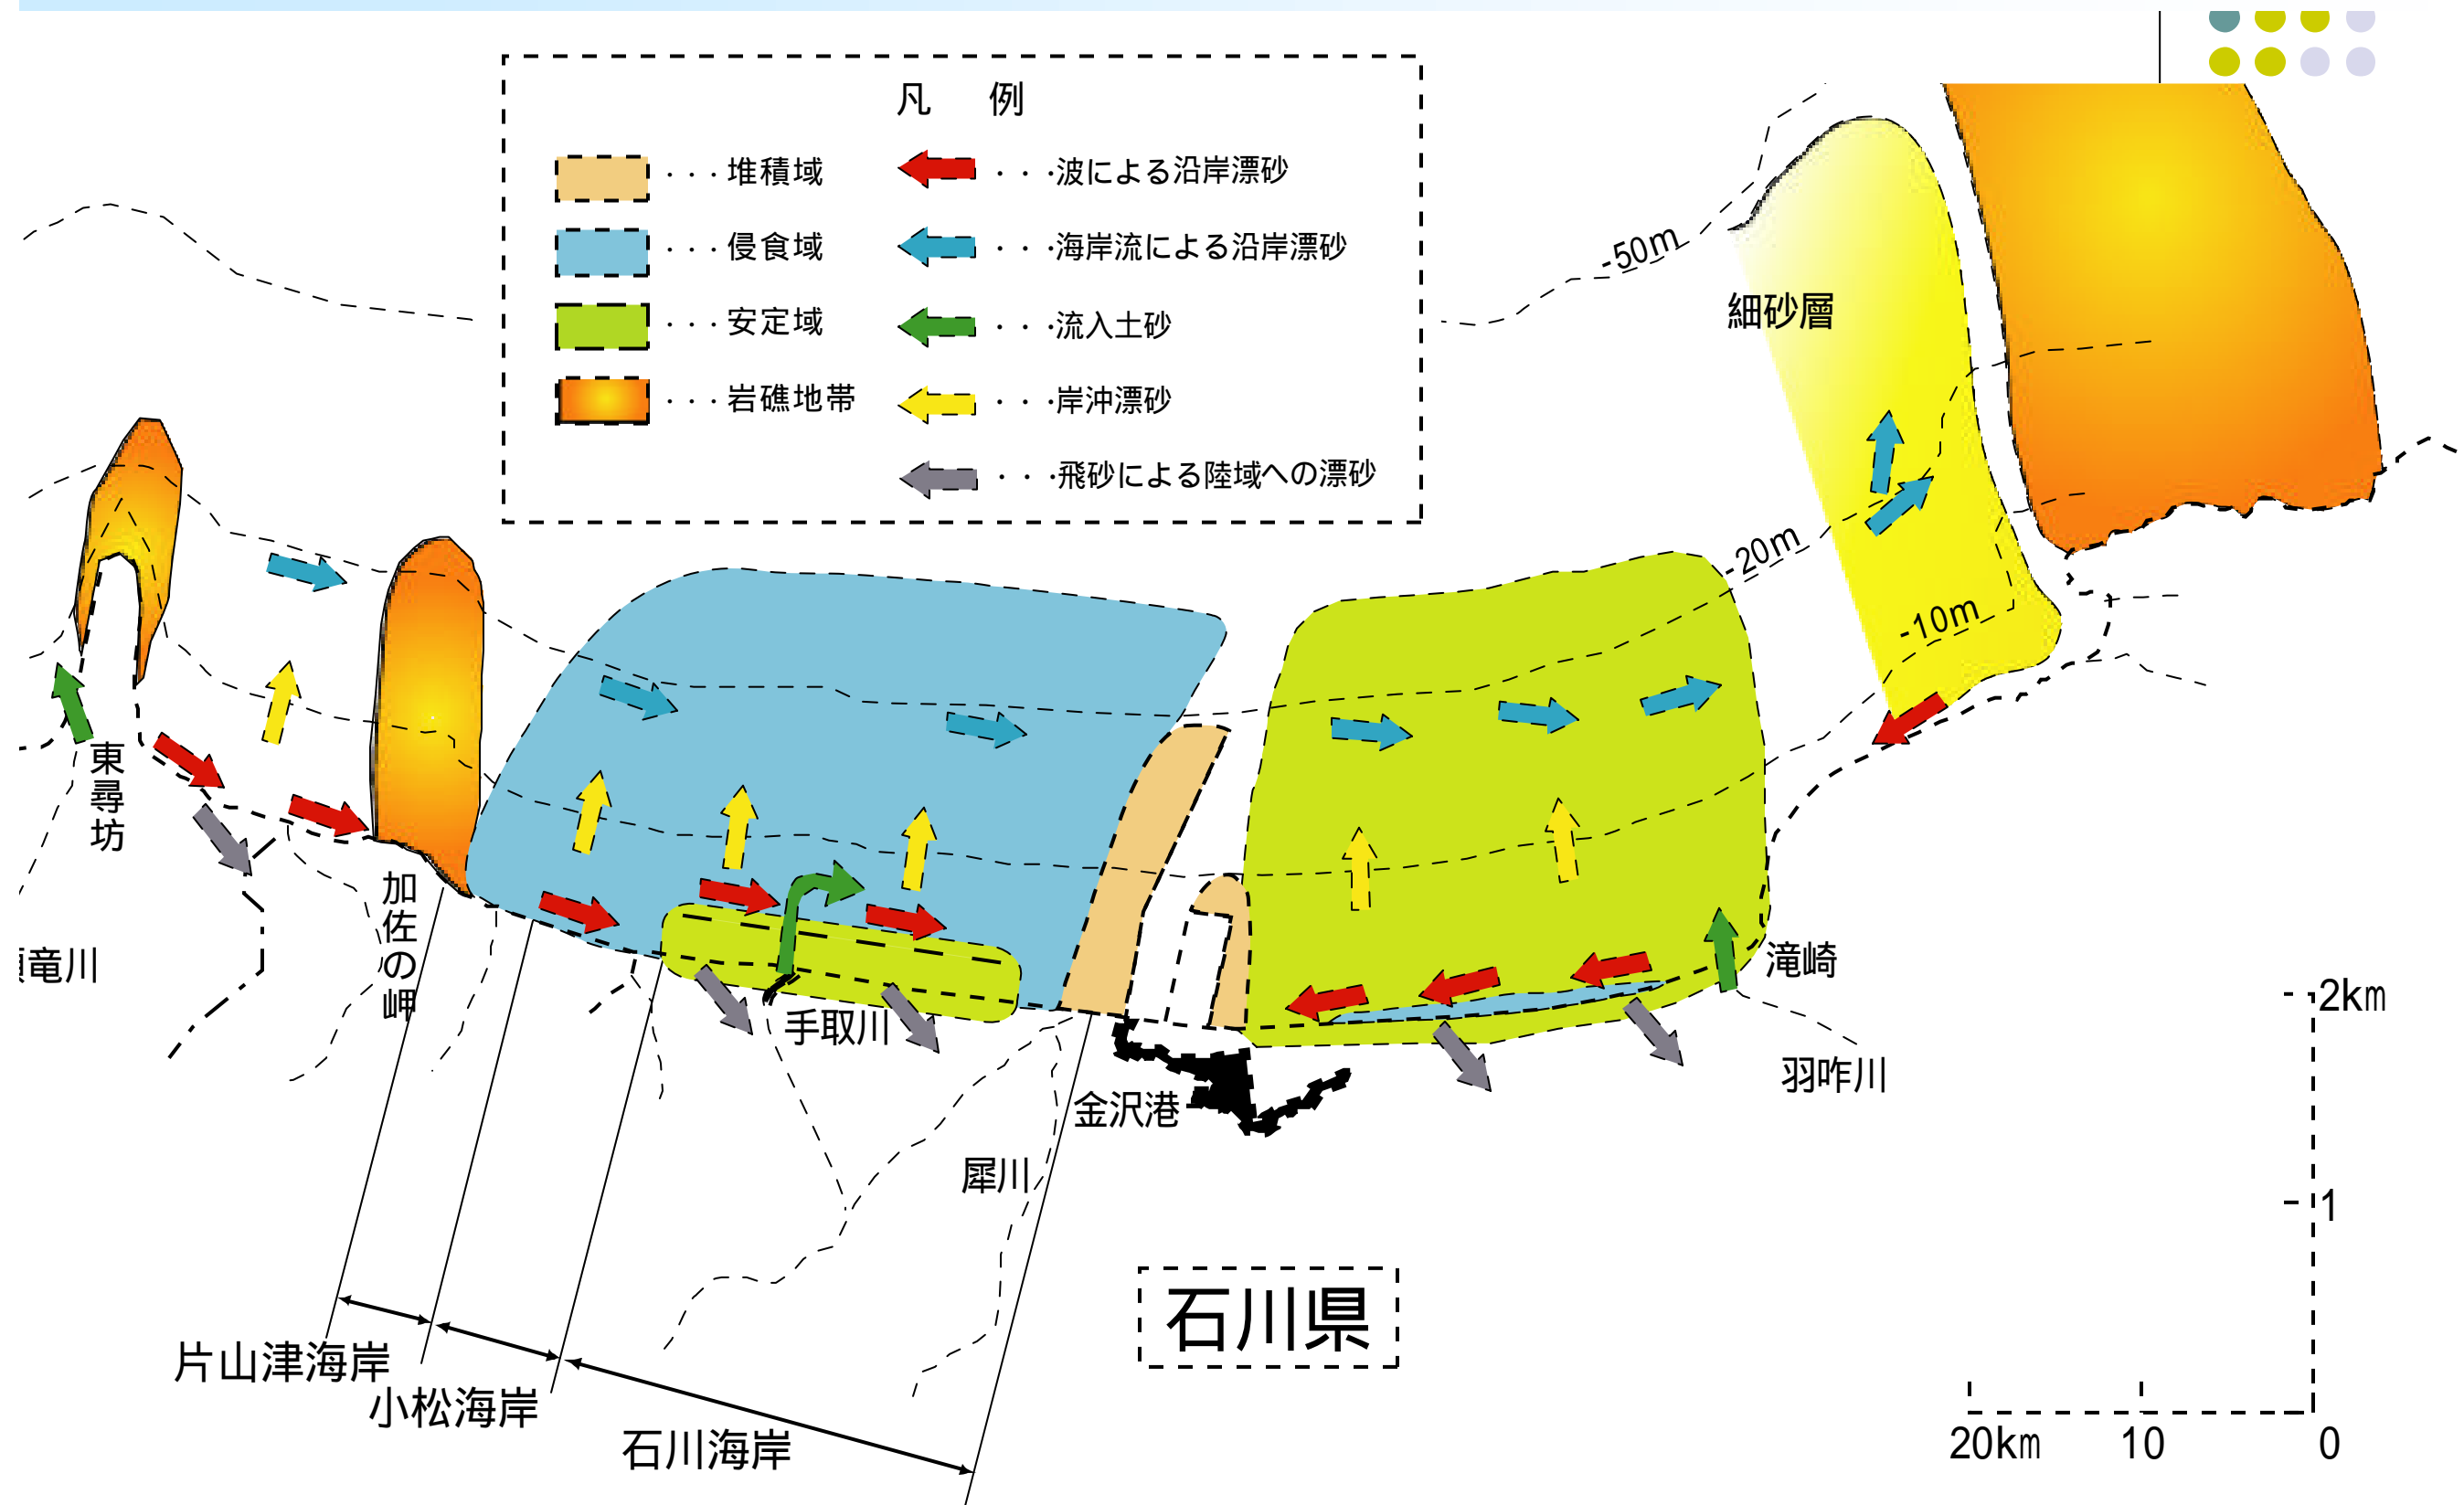 凡 例
・・・堆積域
・・・波による沿岸漂砂
・・・侵食域
・・・海岸流による沿岸漂砂
・・・安定域
・・・流入土砂
・・・岩礁地帯
・・・岸沖漂砂
・・・飛砂による陸域への漂砂
-50m
細砂層
-20m
-10m
東尋坊
加佐の岬
竜川
手取川
滝崎
羽咋川
金沢港
犀川
石川県
片山津海岸
小松海岸
石川海岸
2km
1
20km 10 0